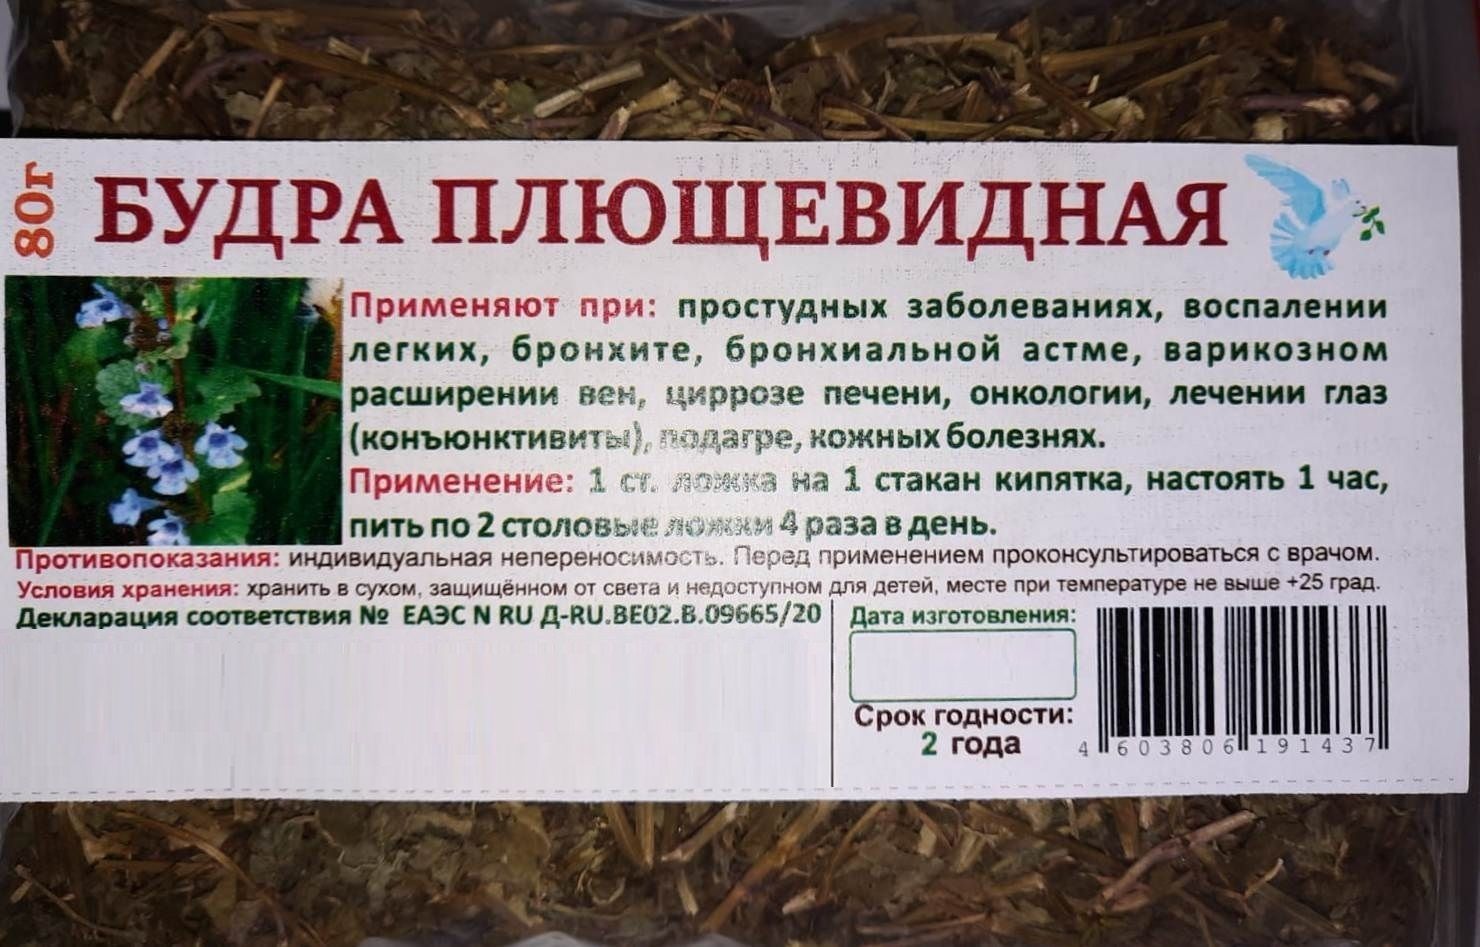 80г
БУДРА ПЛЮЩЕВИДНАЯ
Применяют при: простудных заболеваниях, воспалении
легких, бронхите, бронхиальной астме, варикозном
расширении вен, циррозе печени, онкологии, лечении глаз
(конъюнктивиты), подагре, кожных болезнях.
Применение: 1 ст. ложка на 1 стакан кипятка, настоять 1 час,
пить по 2 столовые ложки 4 раза в день.
Противопоказания: индивидуальная непереносимость. Перед применением проконсультироваться с врачом.
Условия хранения: хранить в сухом, защищённом от света и недоступном для детей, месте при температуре не выше +25 град.
Декларация соответствия № ЕАЭС N RU Д-RU.ВЕ02.В.09665/20
Дата изготовления:
Срок годности:
2 года
4 603806 191437